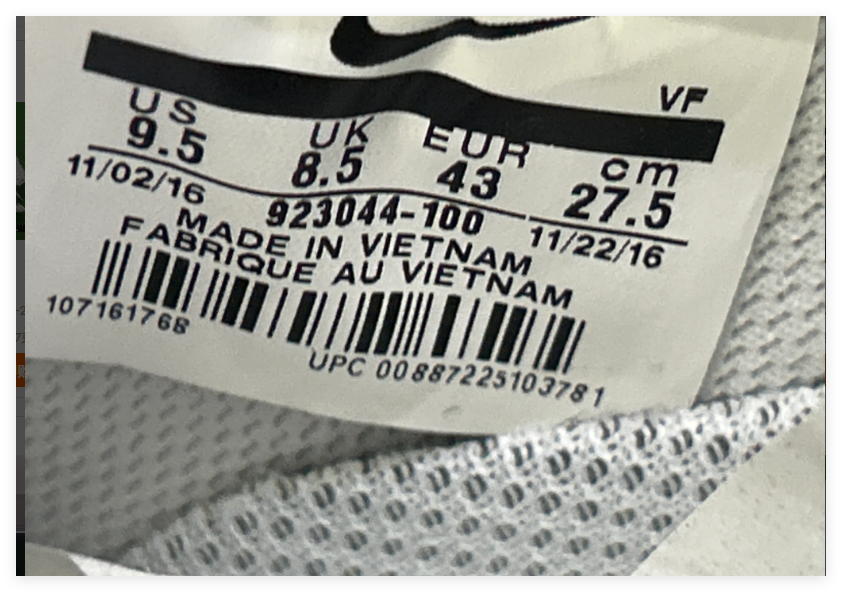 VF
US UK EUR cm
9.5 8.5 43 27.5
11/02/16 923044-100 11/22/16
MADE IN VIETNAM
FABRIQUE AU VIETNAM
107161768
UPC 00887225103781